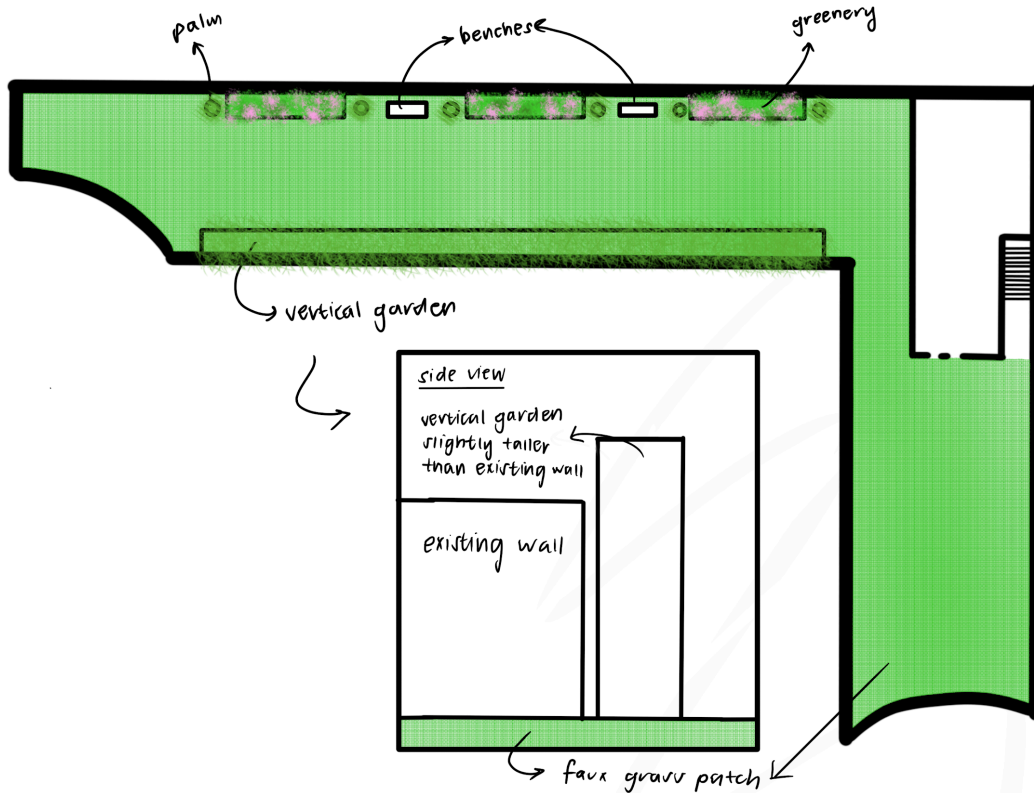 palm
benches
greenery
vertical garden
side view
vertical garden
slightly taller
than existing wall
existing wall
faux grass patch